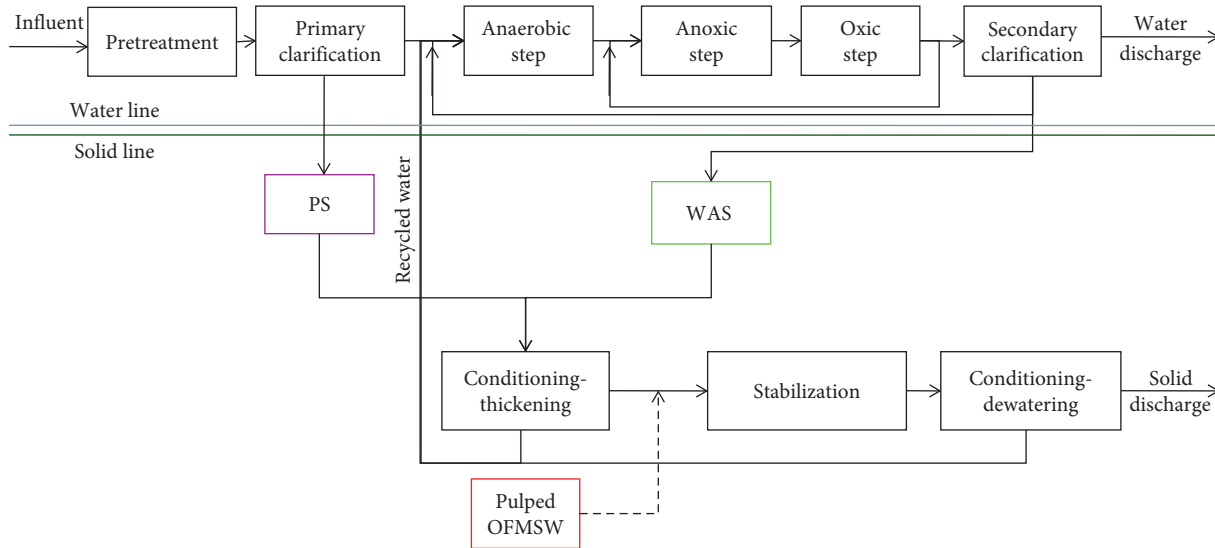 Influent
Pretreatment
Primary
clarification
Anaerobic
step
Anoxic
step
Oxic
step
Secondary
clarification
Water
discharge
Water line
Solid line
PS
Recycled water
WAS
Conditioning-
thickening
Stabilization
Conditioning-
dewatering
Solid
discharge
Pulped
OFMSW